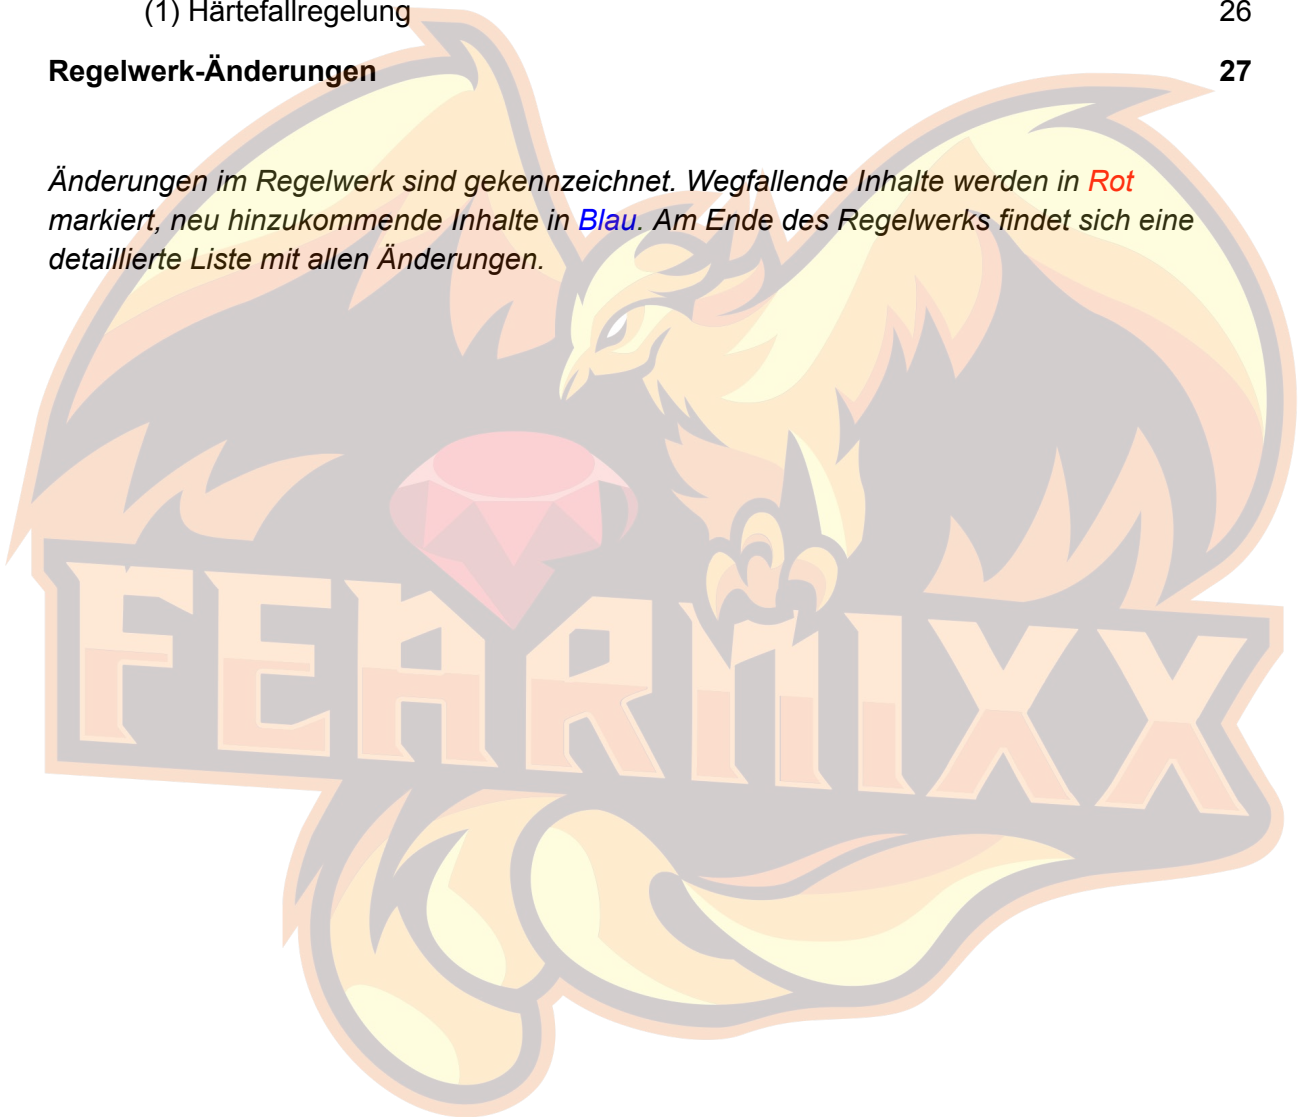 (1) Härtefallregelung 26
Regelwerk-Änderungen 27
Änderungen im Regelwerk sind gekennzeichnet. Wegfallende Inhalte werden in Rot
markiert, neu hinzukommende Inhalte in Blau. Am Ende des Regelwerks findet sich eine
detaillierte Liste mit allen Änderungen.
FEARNIXX